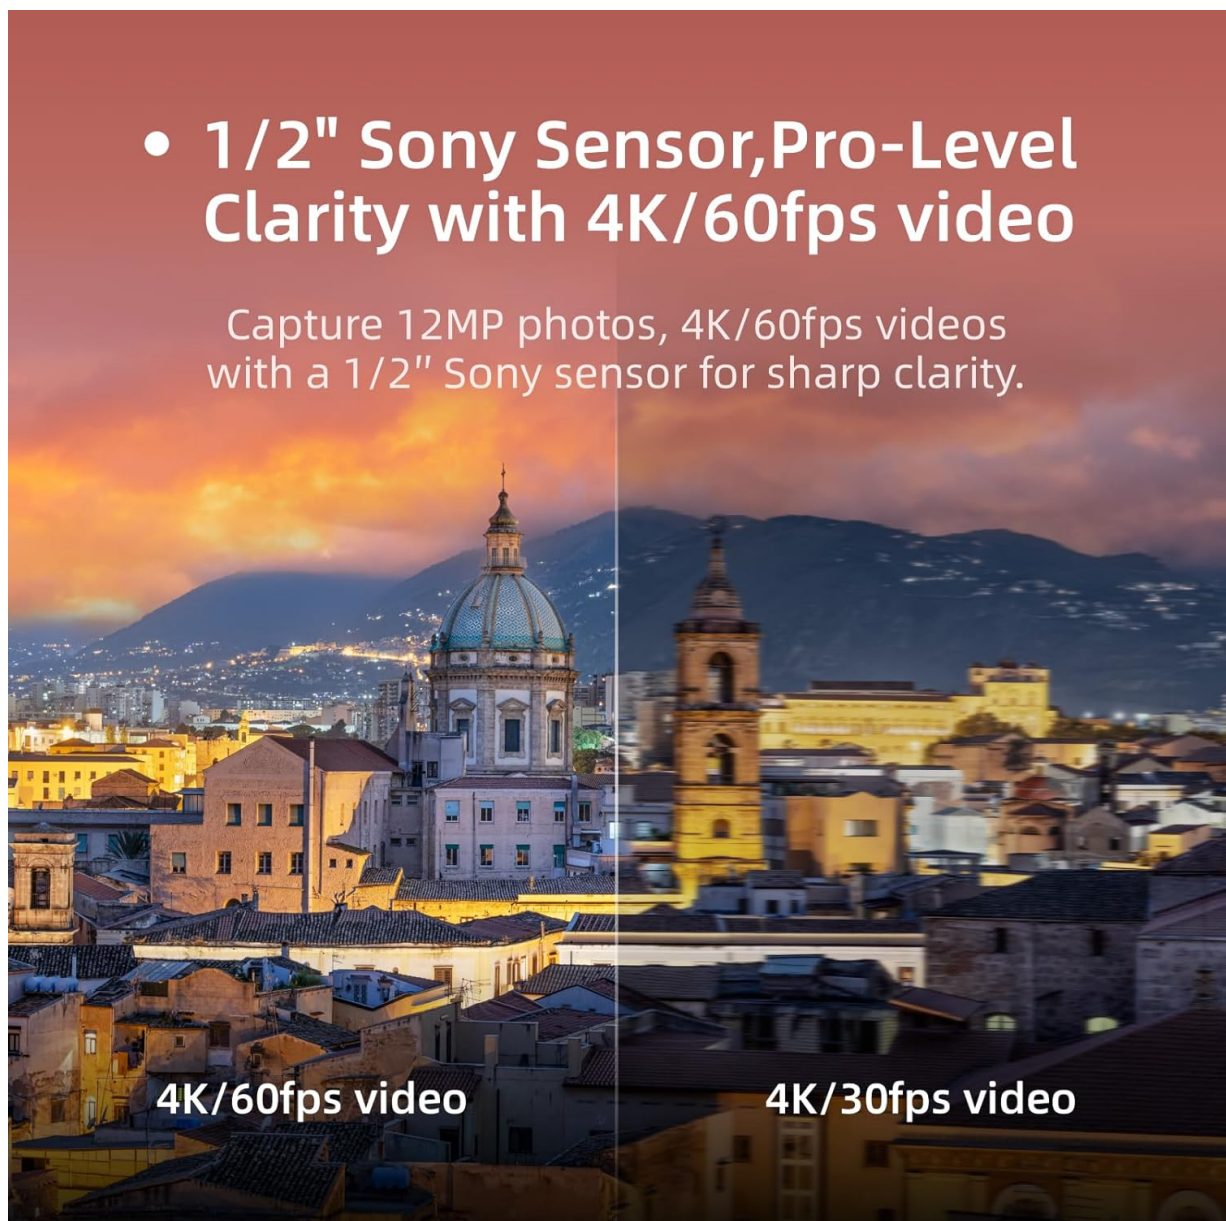 • 1/2" Sony Sensor,Pro-Level
Clarity with 4K/60fps video
Capture 12MP photos, 4K/60fps videos
with a 1/2” Sony sensor for sharp clarity.
4K/60fps video
4K/30fps video